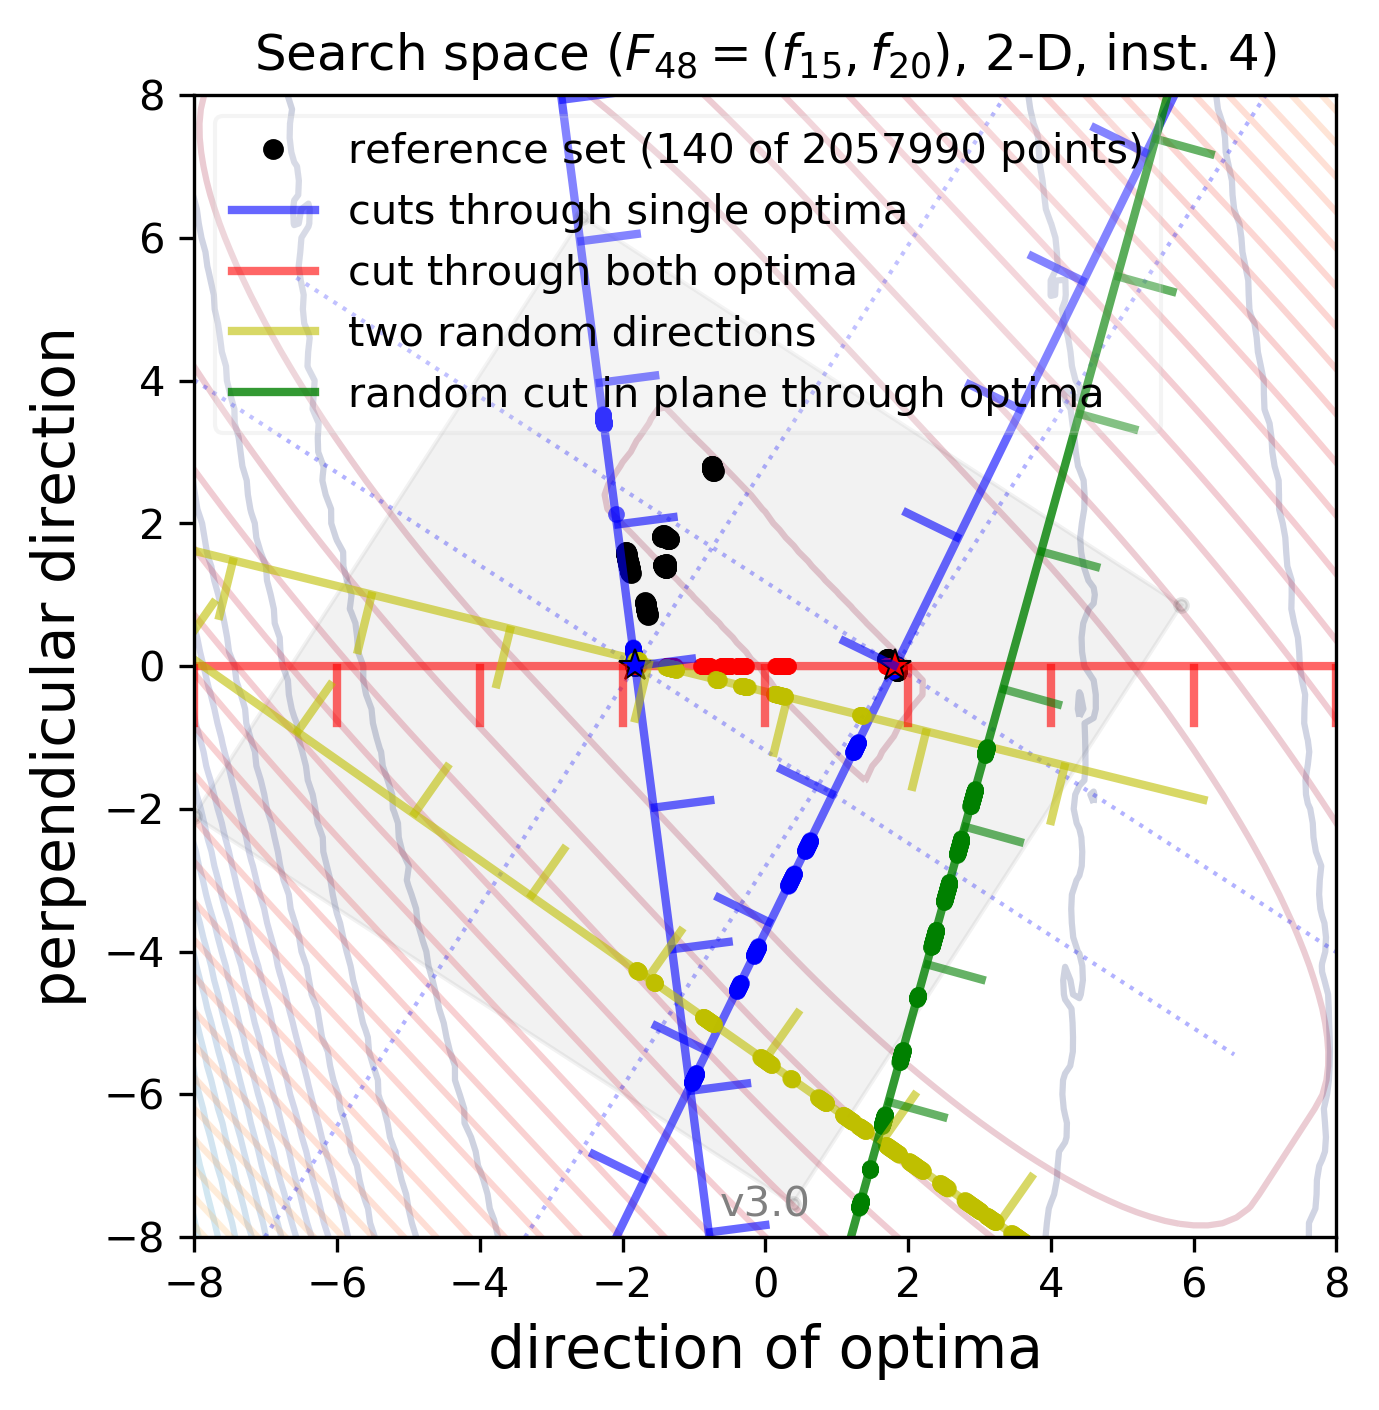 Search space (F₄₈ = (f₁₅, f₂₀), 2-D, inst. 4)
8
6
4
2
0
−2
−4
−6
−8
perpendicular direction
reference set (140 of 2057990 points)
cuts through single optima
cut through both optima
two random directions
random cut in plane through optima
v3.0
−8 −6 −4 −2 0 2 4 6 8
direction of optima